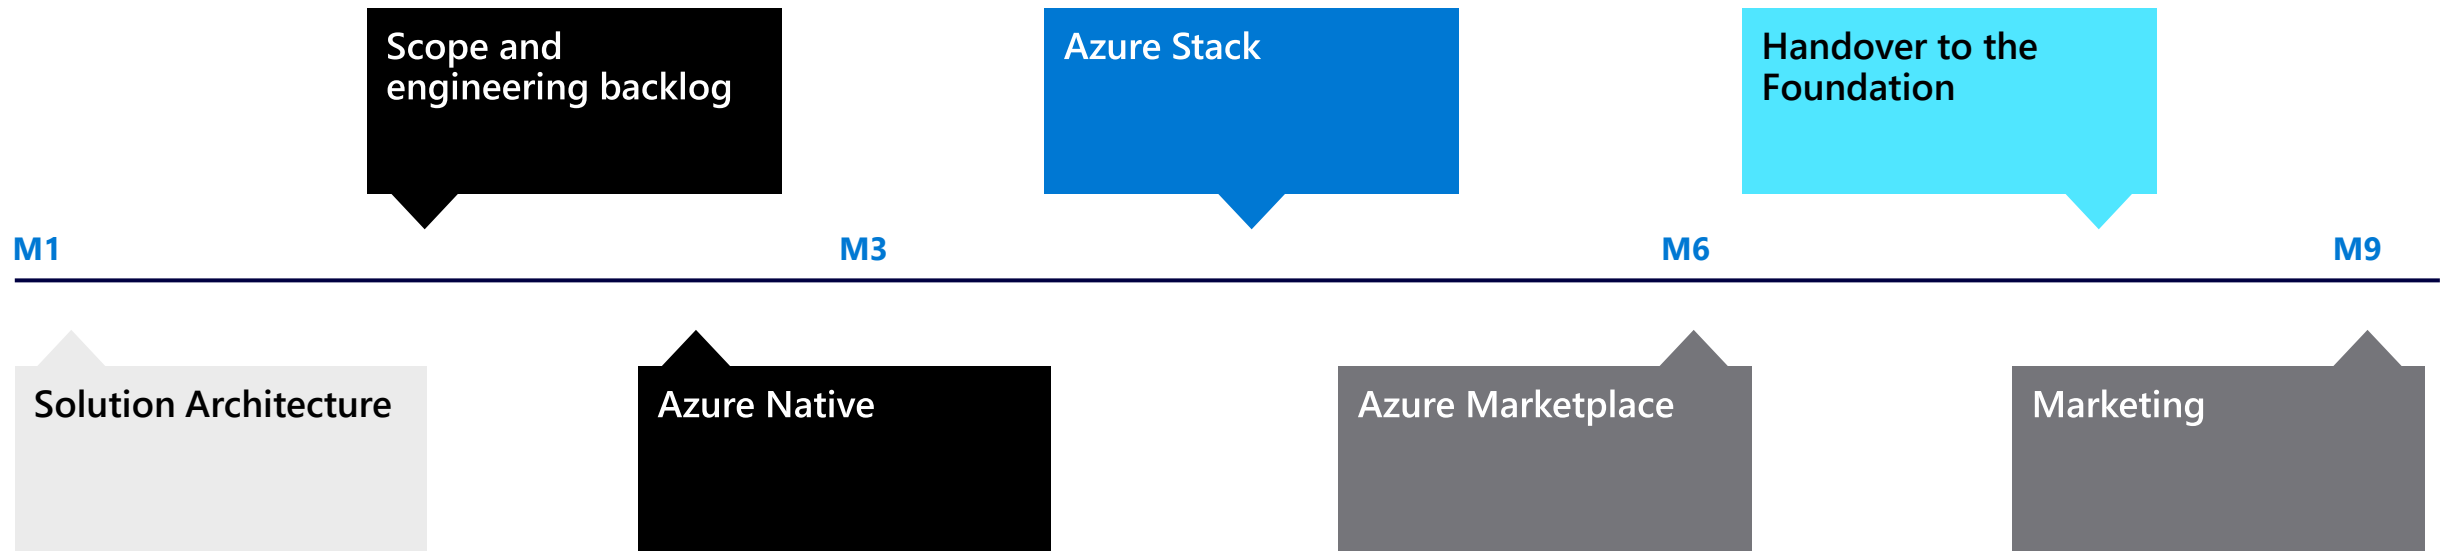 Scope and
engineering backlog
Azure Stack
Handover to the
Foundation
M1
M3
M6
M9
Solution Architecture
Azure Native
Azure Marketplace
Marketing